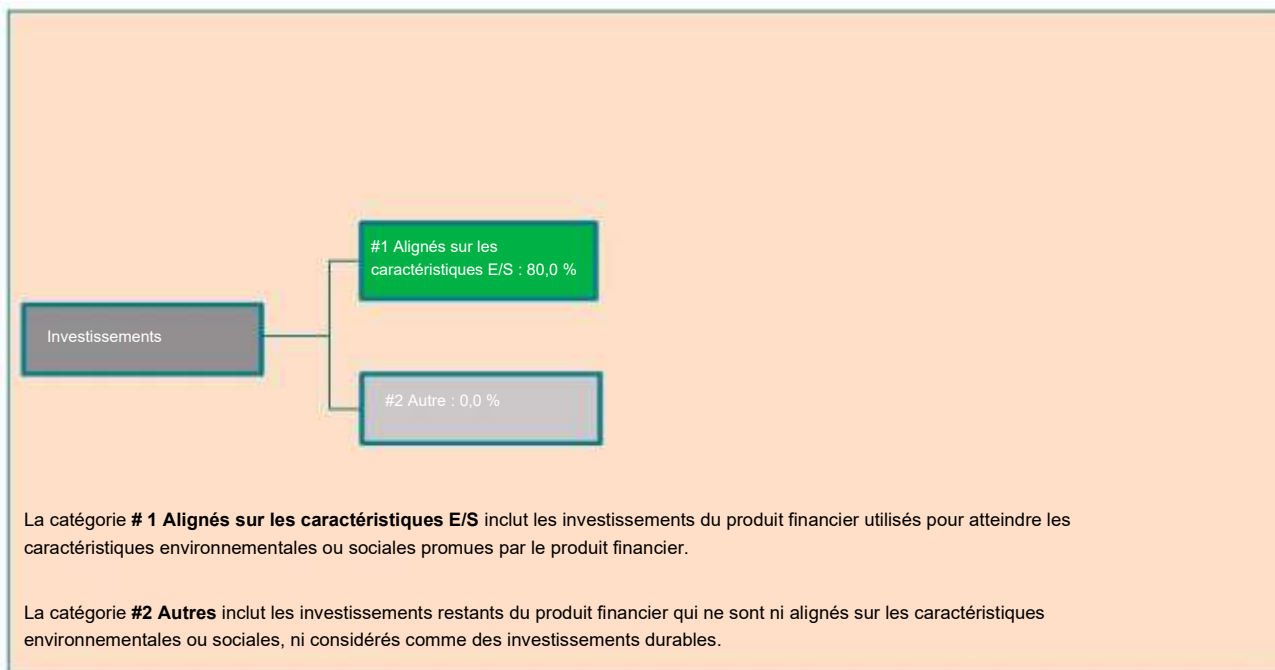 #1 Alignés sur les
caractéristiques E/S : 80,0 %
Investissements
#2 Autre : 0,0 %
La catégorie # 1 Alignés sur les caractéristiques E/S inclut les investissements du produit financier utilisés pour atteindre les
caractéristiques environnementales ou sociales promues par le produit financier.
La catégorie #2 Autres inclut les investissements restants du produit financier qui ne sont ni alignés sur les caractéristiques
environnementales ou sociales, ni considérés comme des investissements durables.